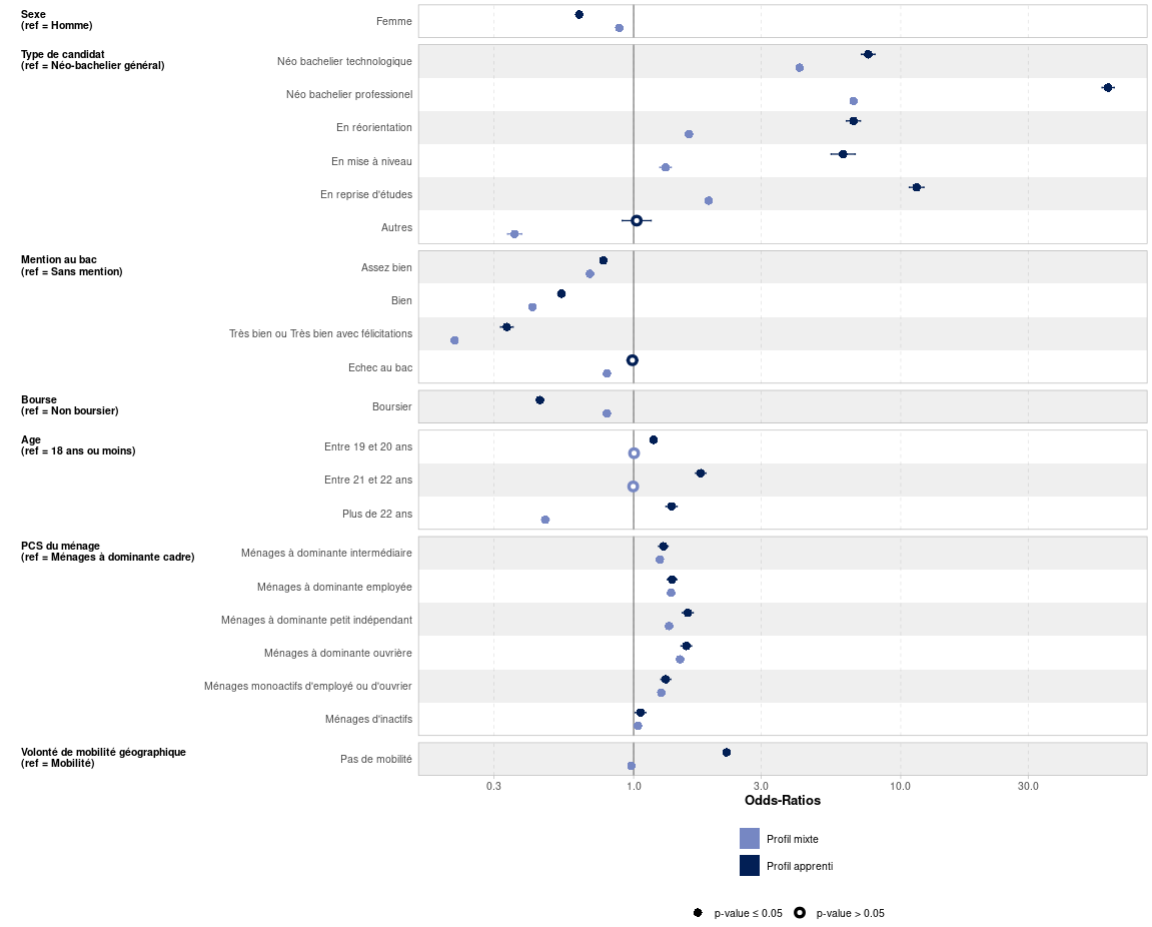 Sexe
(ref = Homme)
Femme
Type de candidat
(ref = Néo-bachelier général)
Néo bachelier technologique
Néo bachelier professionel
En réorientation
En mise à niveau
En reprise d'études
Autres
Mention au bac
(ref = Sans mention)
Assez bien
Bien
Très bien ou Très bien avec félicitations
Echec au bac
Bourse
(ref = Non boursier)
Boursier
Age
(ref = 18 ans ou moins)
Entre 19 et 20 ans
Entre 21 et 22 ans
Plus de 22 ans
PCS du ménage
(ref = Ménages à dominante cadre)
Ménages à dominante intermédiaire
Ménages à dominante employée
Ménages à dominante petit indépendant
Ménages à dominante ouvrière
Ménages monoactifs d'employé ou d'ouvrier
Ménages d'inactifs
Volonté de mobilité géographique
(ref = Mobilité)
Pas de mobilité
0.3 1.0 3.0 10.0 30.0
Odds-Ratios
Profil mixte
Profil apprenti
p-value ≤ 0.05 p-value > 0.05